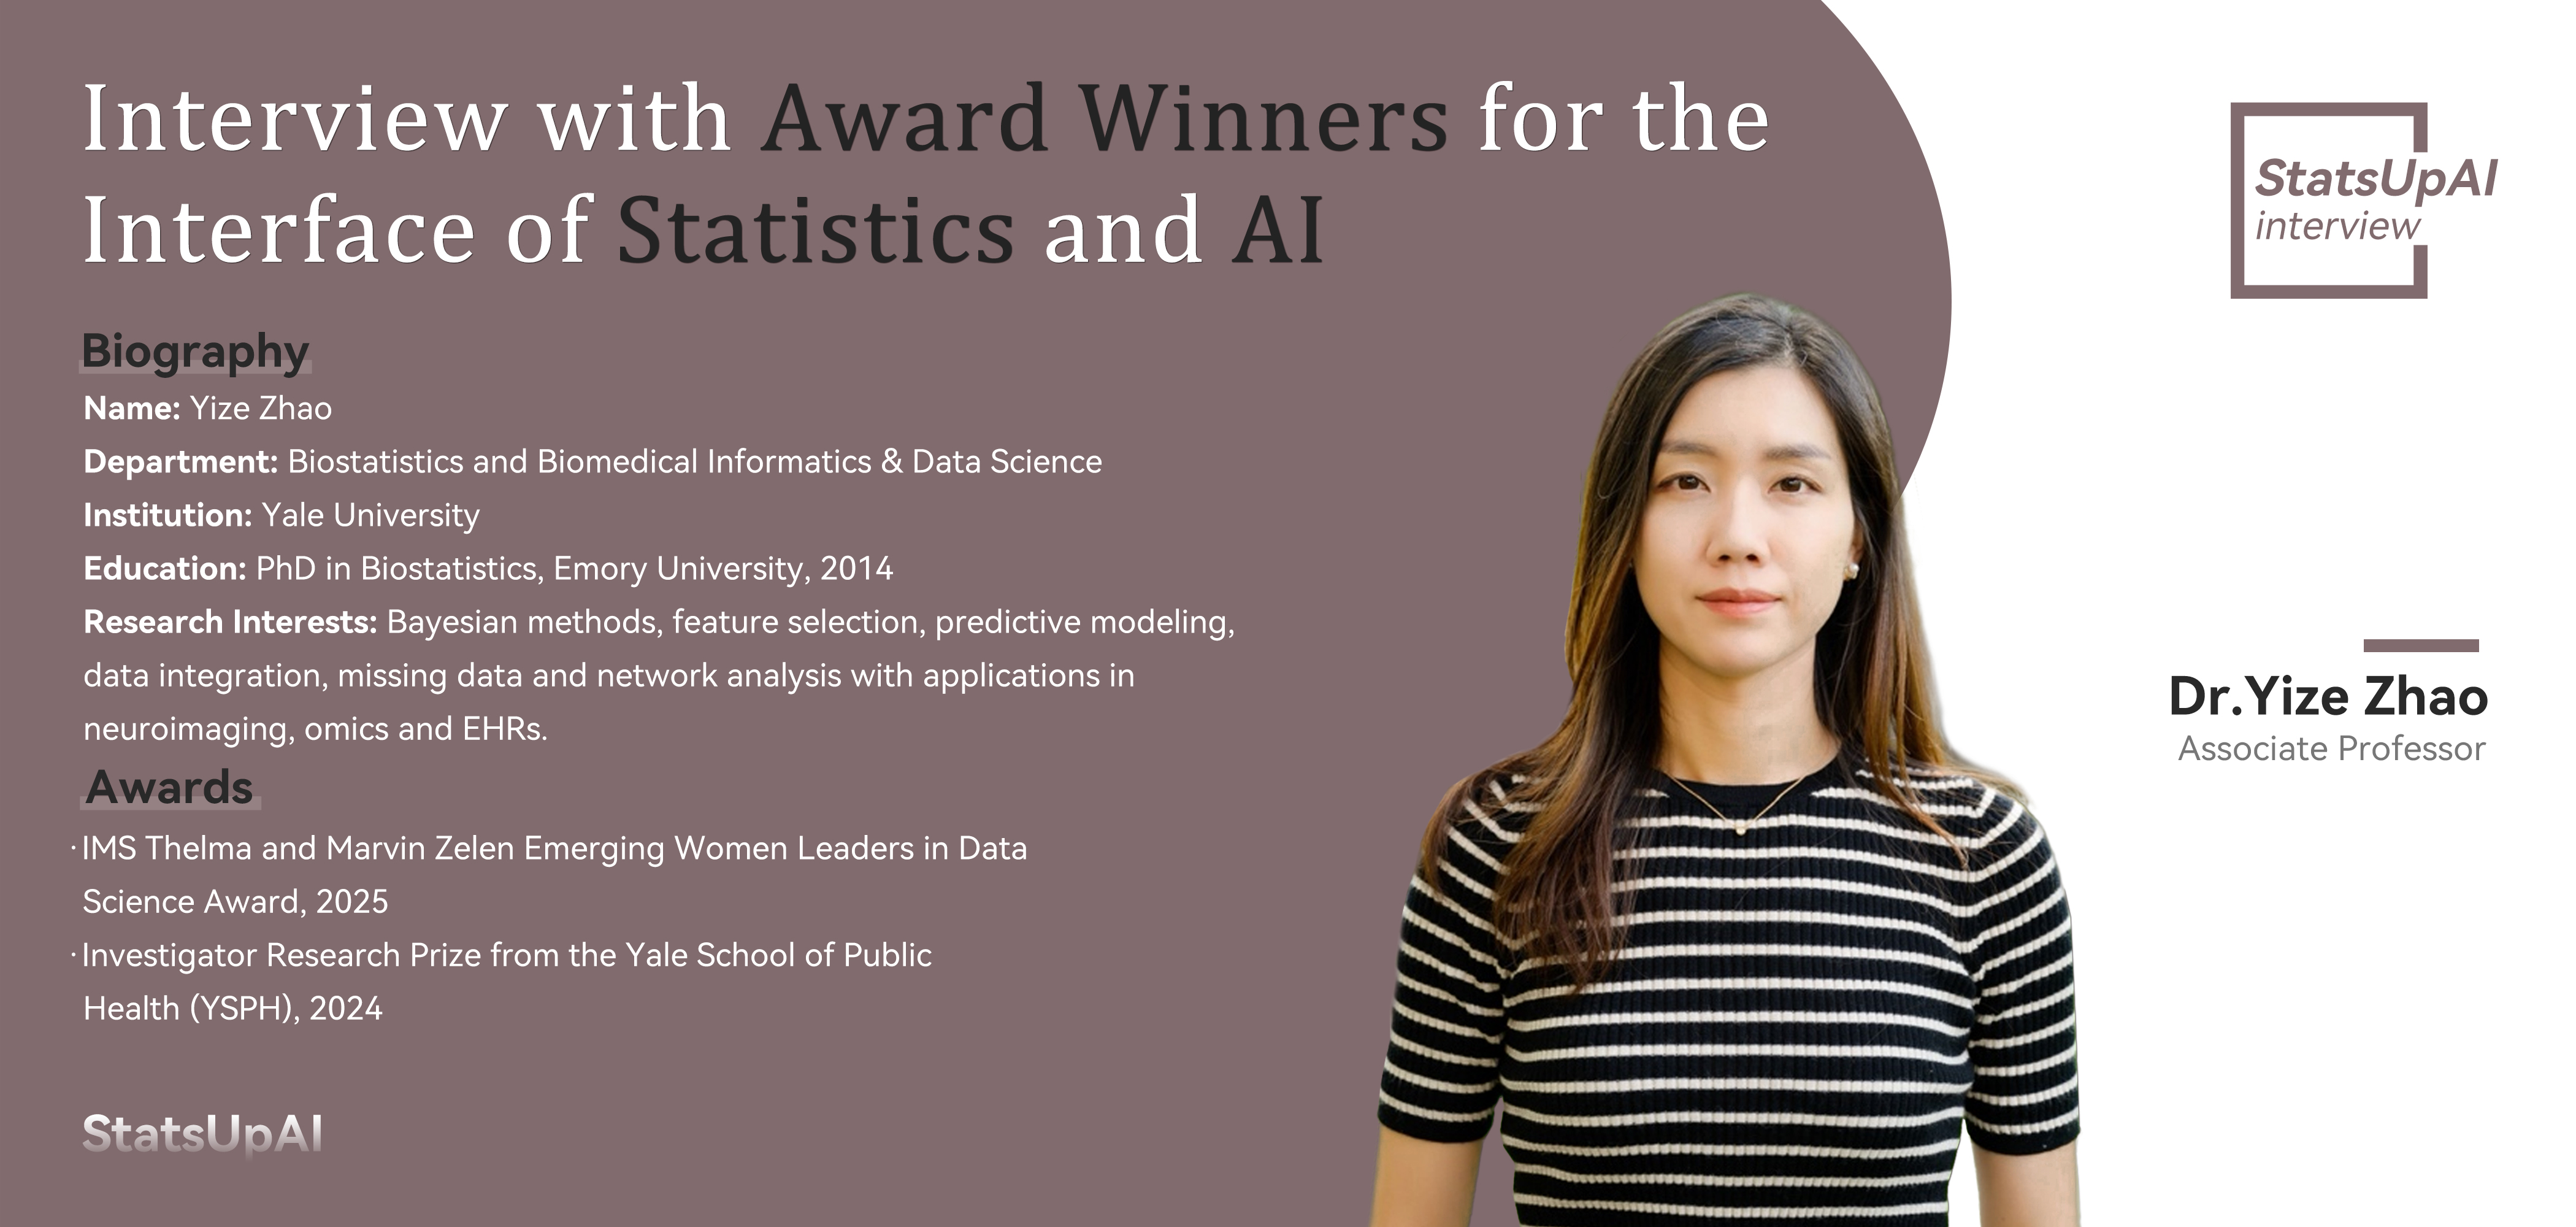 Interview with Award Winners for the
Interface of Statistics and AI
StatsUpAI
interview
Biography
Name: Yize Zhao
Department: Biostatistics and Biomedical Informatics & Data Science
Institution: Yale University
Education: PhD in Biostatistics, Emory University, 2014
Research Interests: Bayesian methods, feature selection, predictive modeling,
data integration, missing data and network analysis with applications in
neuroimaging, omics and EHRs.
Awards
·IMS Thelma and Marvin Zelen Emerging Women Leaders in Data
Science Award, 2025
·Investigator Research Prize from the Yale School of Public
Health (YSPH), 2024
StatsUpAI
Dr.Yize Zhao
Associate Professor